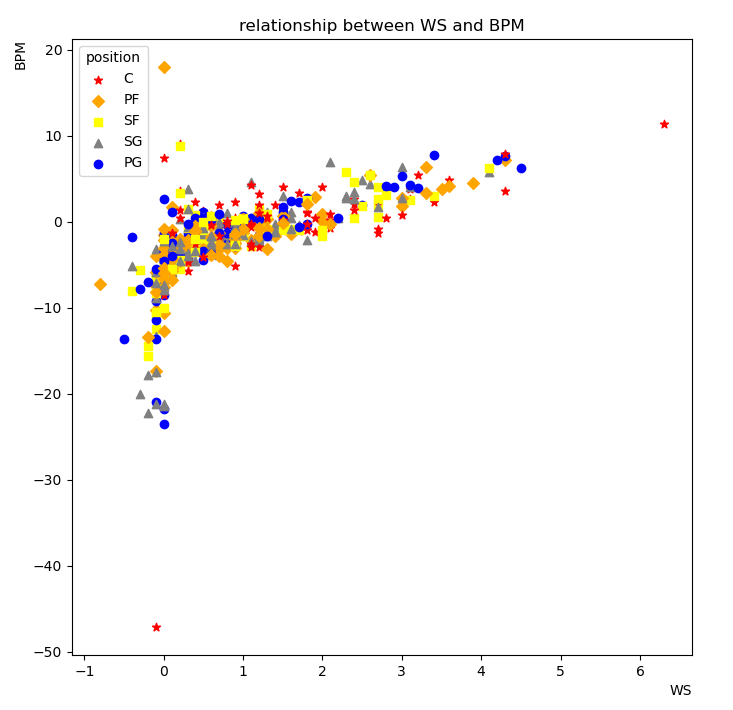 relationship between WS and BPM
BPM
20
10
0
−10
−20
−30
−40
−50
position
C
PF
SF
SG
PG
−1 0 1 2 3 4 5 6
WS